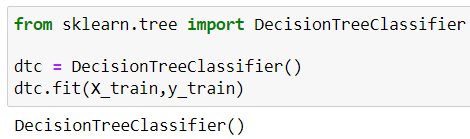 from sklearn.tree import DecisionTreeClassifier
dtc = DecisionTreeClassifier()
dtc.fit(X_train,y_train)
DecisionTreeClassifier()